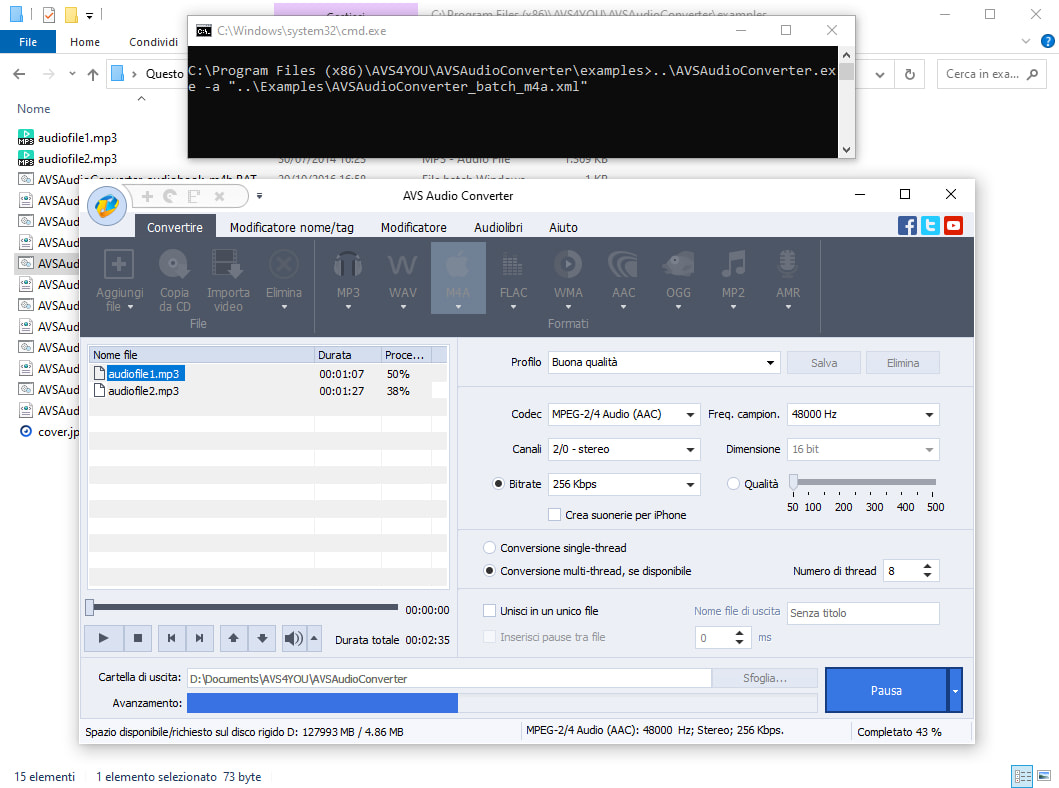 Gestisci
C:\Program Files (x86)\AVS4YOU\AVSAudioConverter\examples
File
Home
Condividi
C:\Windows\system32\cmd.exe
C:\Program Files (x86)\AVS4YOU\AVSAudioConverter\examples>..\AVSAudioConverter.ex
e -a "..\Examples\AVSAudioConverter_batch_m4a.xml"
Questo
Cerca in exa...
Nome
audiofile1.mp3
audiofile2.mp3
30/07/2014 16:23
MP3 - Audio File
1.369 KB
AVSAudioConverter_audiobook_m4b.BAT
20/10/2016 16:58
File batch Windows
1 KB
AVSAud
AVSAud
AVSAud
AVSAud
AVSAud
AVSAud
AVSAud
AVSAud
AVSAud
AVSAud
AVSAud
cover.jp
AVS Audio Converter
Convertire
Modificatore nome/tag
Modificatore
Audiolibri
Aiuto
Aggiungi file
Copia da CD
Importa video
Elimina
File
MP3
WAV
M4A
FLAC
WMA
AAC
OGG
MP2
AMR
Formati
Nome file
Durata
Proce...
audiofile1.mp3
00:01:07
50%
audiofile2.mp3
00:01:27
38%
Profilo
Buona qualità
Salva
Elimina
Codec
MPEG-2/4 Audio (AAC)
Freq. campion.
48000 Hz
Canali
2/0 - stereo
Dimensione
16 bit
Bitrate
256 Kbps
Qualità
50 100 200 300 400 500
Crea suonerie per iPhone
Conversione single-thread
Conversione multi-thread, se disponibile
Numero di thread
8
00:00:00
Unisci in un unico file
Nome file di uscita
Senza titolo
Inserisci pause tra file
0
ms
Durata totale
00:02:35
Cartella di uscita:
D:\Documents\AVS4YOU\AVSAudioConverter
Sfoglia...
Avanzamento:
Pausa
Spazio disponibile/richiesto sul disco rigido D: 127993 MB / 4.86 MB
MPEG-2/4 Audio (AAC): 48000 Hz; Stereo; 256 Kbps.
Completato 43 %
15 elementi
1 elemento selezionato
73 byte